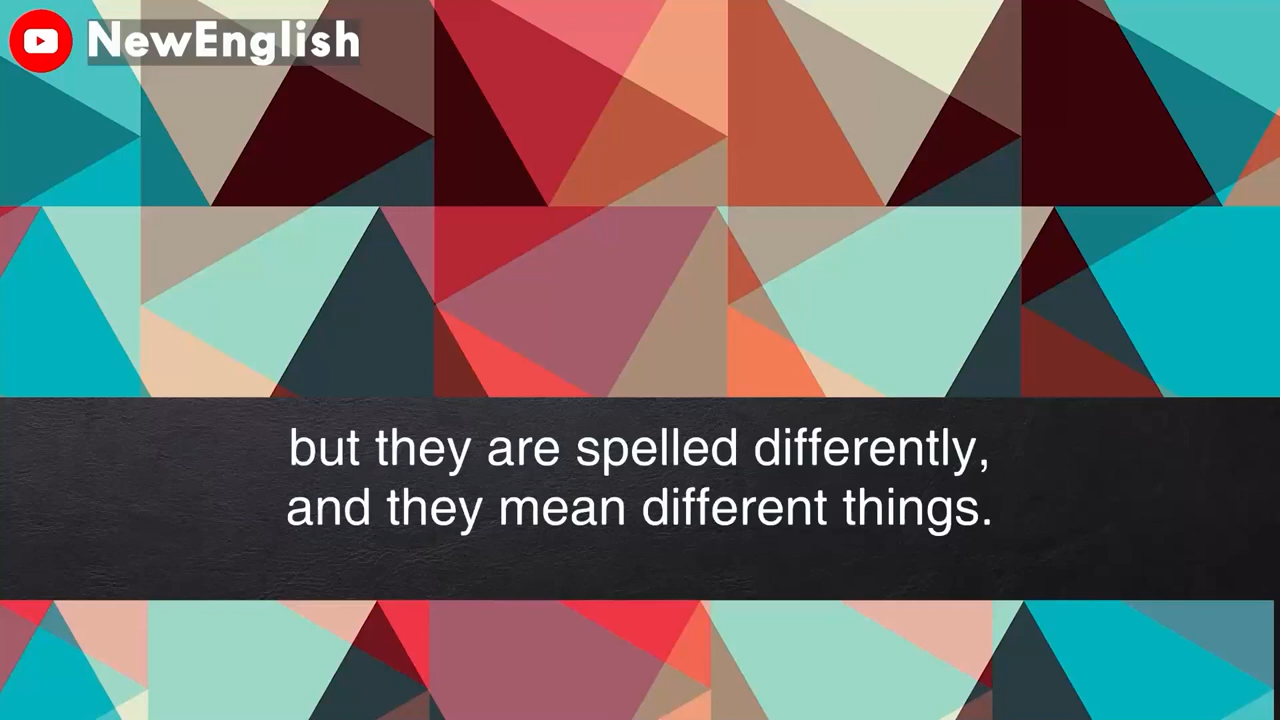 NewEnglish
but they are spelled differently,
and they mean different things.